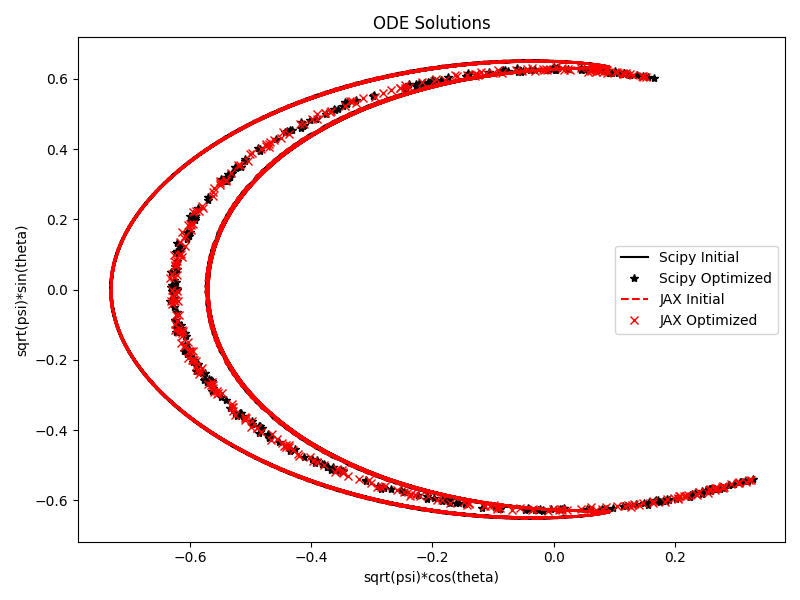 ODE Solutions
sqrt(psi)*sin(theta)
0.6
0.4
0.2
0.0
−0.2
−0.4
−0.6
Scipy Initial
Scipy Optimized
JAX Initial
JAX Optimized
−0.6 −0.4 −0.2 0.0 0.2
sqrt(psi)*cos(theta)